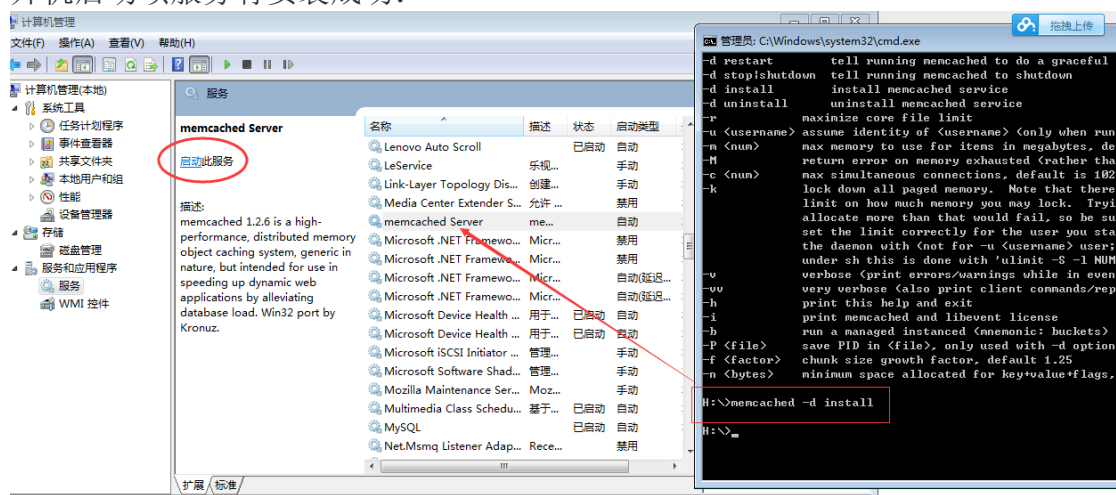 计算机管理
文件(F) 操作(A) 查看(V) 帮助(H)
计算机管理(本地)
系统工具
任务计划程序
事件查看器
共享文件夹
本地用户和组
性能
设备管理器
存储
磁盘管理
服务和应用程序
服务
WMI 控件
服务
memcached Server
启动此服务
描述:
memcached 1.2.6 is a high-
performance, distributed memory
object caching system, generic in
nature, but intended for use in
speeding up dynamic web
applications by alleviating
database load. Win32 port by
Kronuz.
名称 描述 状态 启动类型
Lenovo Auto Scroll 已启动 自动
LeService 乐视... 手动
Link-Layer Topology Dis... 创建... 手动
Media Center Extender S... 允许 ... 禁用
memcached Server me... 自动
Microsoft .NET Framewo... Micr... 禁用
Microsoft .NET Framewo... Micr... 禁用
Microsoft .NET Framewo... Micr... 自动(延迟...
Microsoft .NET Framewo... Micr... 自动(延迟...
Microsoft Device Health ... 用于... 已启动 自动
Microsoft Device Health ... 用于... 已启动 自动
Microsoft iSCSI Initiator ... 管理... 手动
Microsoft Software Shad... 管理... 手动
Mozilla Maintenance Ser... Moz... 手动
Multimedia Class Schedu... 基于... 已启动 自动
MySQL 已启动 自动
Net.Msmq Listener Adap... Rece... 禁用
扩展 标准
拖拽上传
管理员: C:\Windows\system32\cmd.exe
-d restart tell running memcached to do a graceful
-d stop|shutdown tell running memcached to shutdown
-d install install memcached service
-d uninstall uninstall memcached service
-r maximize core file limit
-u <username> assume identity of <username> (only when run
-m <num> max memory to use for items in megabytes, de
-M return error on memory exhausted (rather tha
-c <num> max simultaneous connections, default is 102
-k lock down all paged memory. Note that there
limit on how much memory you may lock. Tryi
allocate more than that would fail, so be su
set the limit correctly for the user you sta
the daemon with (not for -u <username> user;
under sh this is done with 'ulimit -S -l NUM
-v verbose (print errors/warnings while in even
-vv very verbose (also print client commands/rep
-h print this help and exit
-i print memcached and libevent license
-b run a managed instanced (mnemonic: buckets)
-P <file> save PID in <file>, only used with -d option
-f <factor> chunk size growth factor, default 1.25
-n <bytes> minimum space allocated for key+value+flags,
H:\>memcached -d install
H:\>_